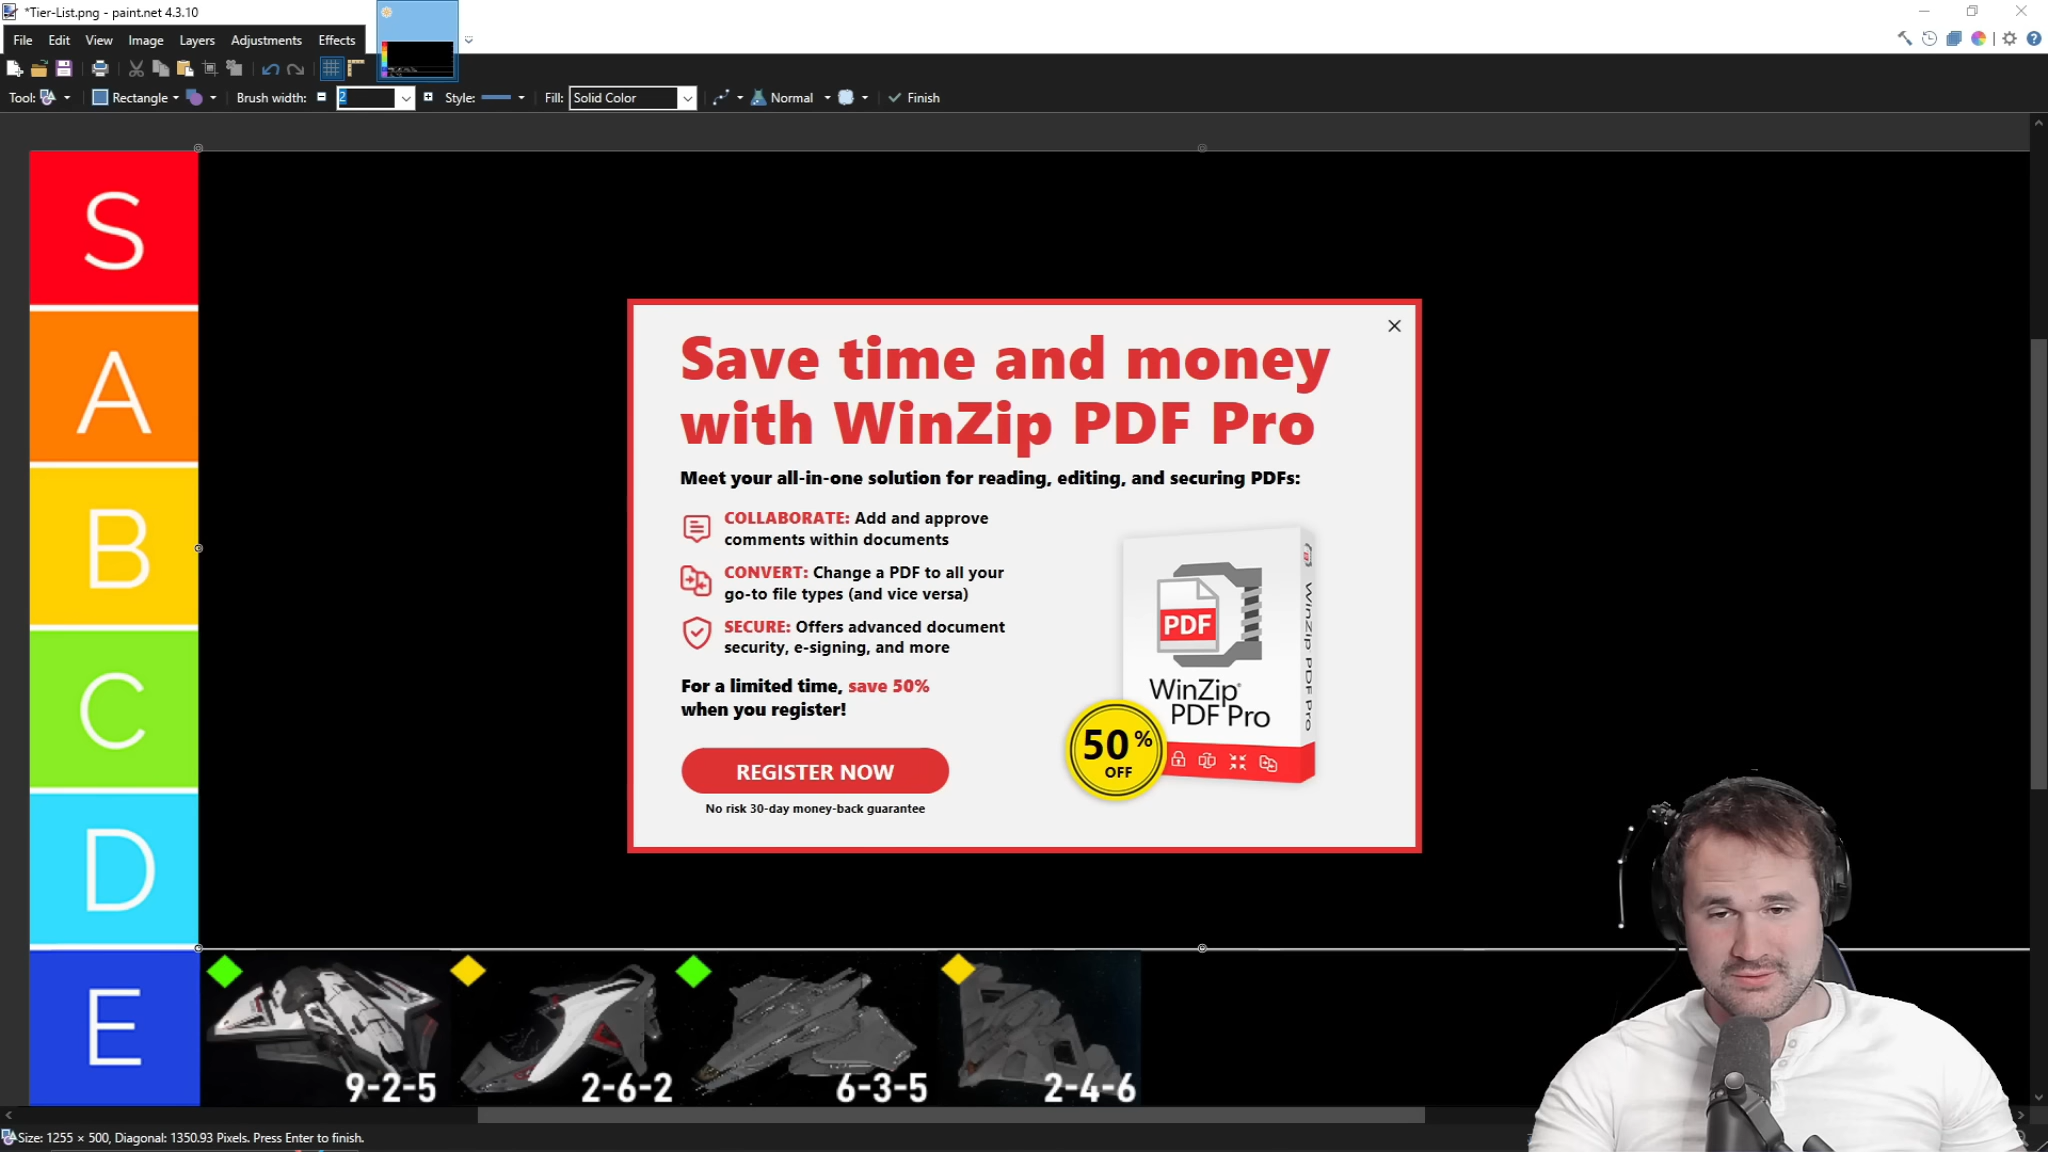 *Tier-List.png - paint.net 4.3.10
File Edit View Image Layers Adjustments Effects
Tool: Rectangle Brush width: 2 Style: Fill: Solid Color Normal Finish
S
A
B
C
D
E
Save time and money
with WinZip PDF Pro
Meet your all-in-one solution for reading, editing, and securing PDFs:
COLLABORATE: Add and approve
comments within documents
CONVERT: Change a PDF to all your
go-to file types (and vice versa)
SECURE: Offers advanced document
security, e-signing, and more
For a limited time, save 50%
when you register!
REGISTER NOW
No risk 30-day money-back guarantee
PDF
WinZip®
PDF Pro
WinZip PDF Pro
50%
OFF
9-2-5
2-6-2
6-3-5
2-4-6
Size: 1255 × 500, Diagonal: 1350.93 Pixels. Press Enter to finish.